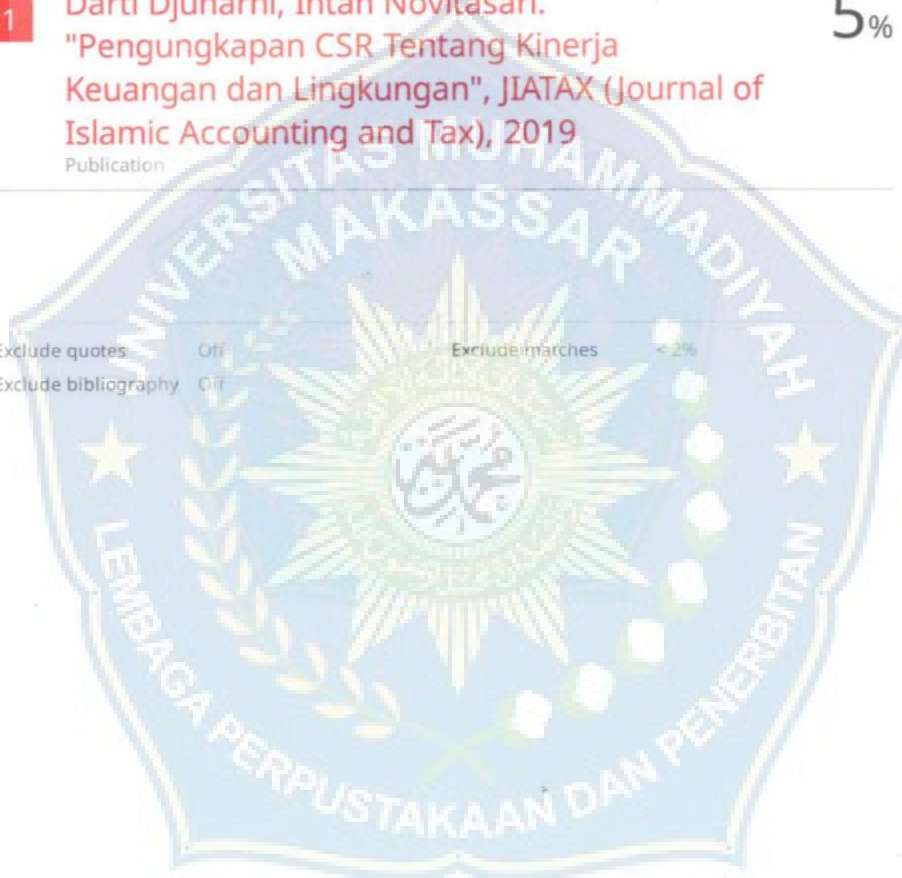 1
Darti Djuharni, Intan Novitasari.
5%
"Pengungkapan CSR Tentang Kinerja
Keuangan dan Lingkungan", JIATAX (Journal of
Islamic Accounting and Tax), 2019
Publication
UNIVERSITAS MUHAMMADIYAH
MAKASSAR
Exclude quotes Off Exclude matches < 2%
Exclude bibliography Off
LEMBAGA PERPUSTAKAAN DAN PENERBITAN